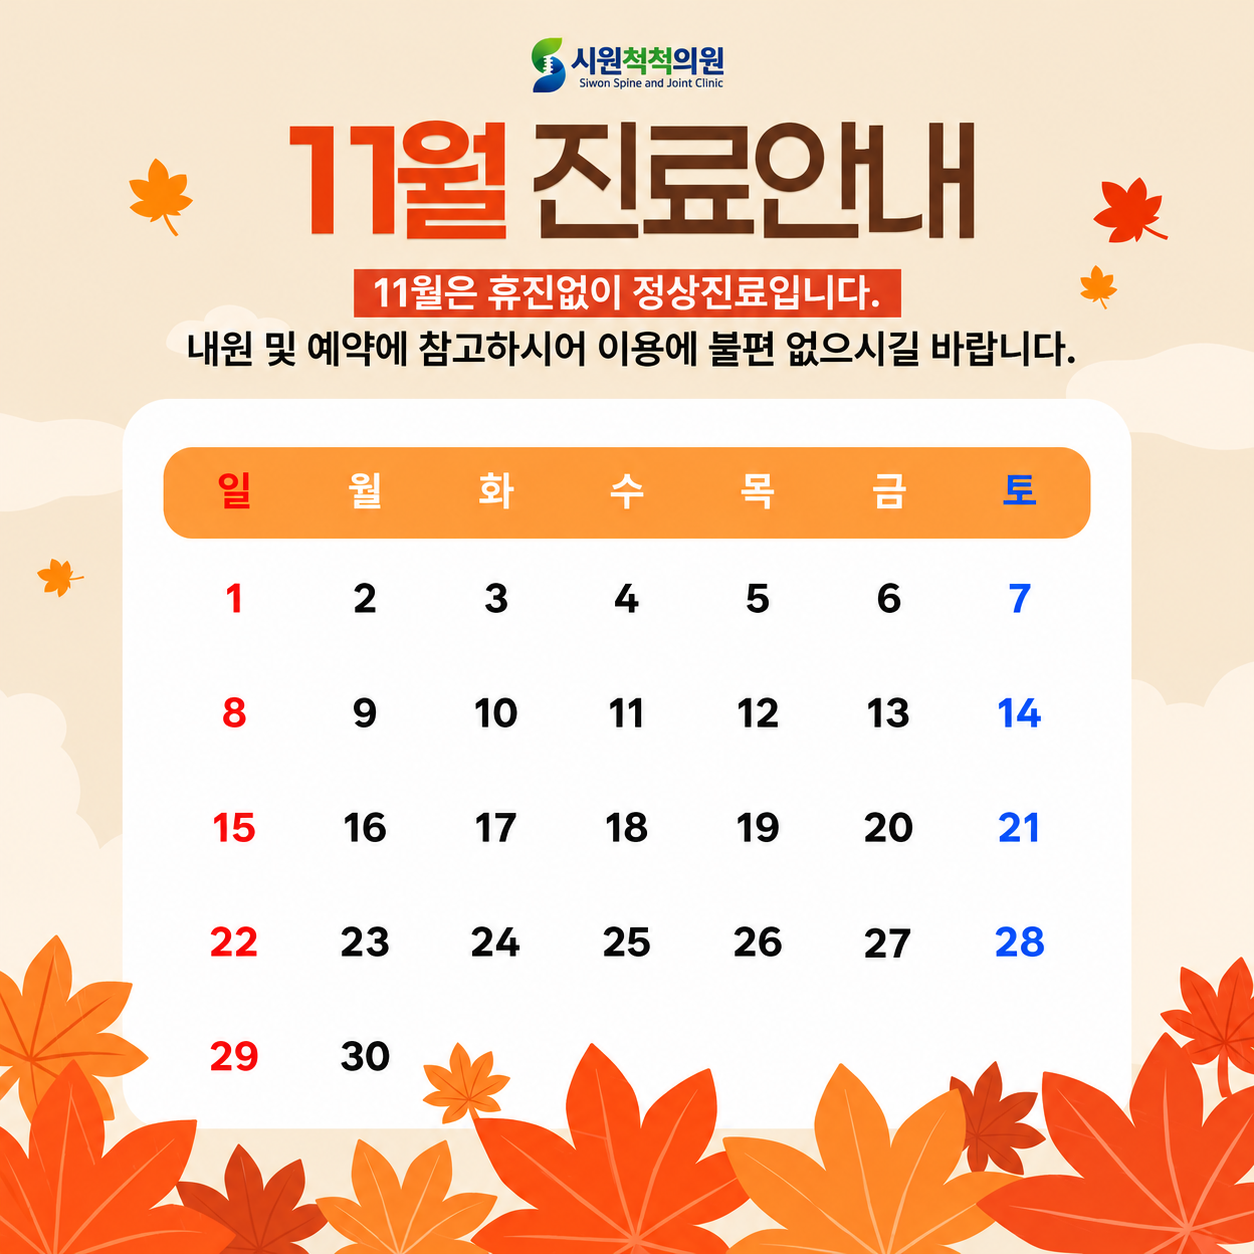 시원척척의원
Siwon Spine and Joint Clinic
11월 진료안내
11월은 휴진없이 정상진료입니다.
내원 및 예약에 참고하시어 이용에 불편 없으시길 바랍니다.
일 월 화 수 목 금 토
1 2 3 4 5 6 7
8 9 10 11 12 13 14
15 16 17 18 19 20 21
22 23 24 25 26 27 28
29 30